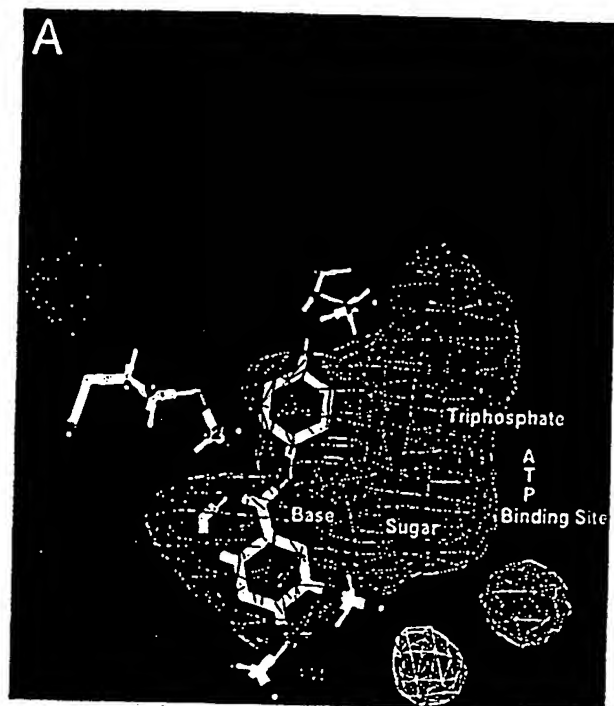 A
Triphosphate
A
T
P
Base
Sugar
Binding Site